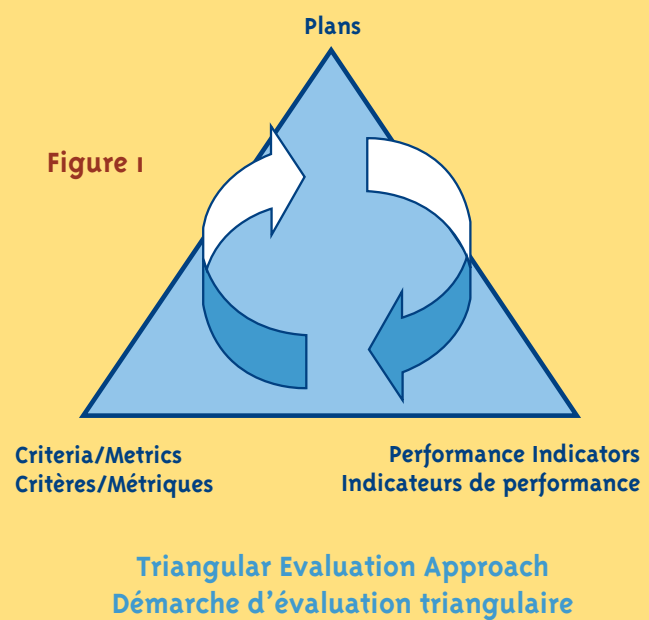 Plans
Figure 1
Criteria/Metrics
Critères/Métriques
Performance Indicators
Indicateurs de performance
Triangular Evaluation Approach
Démarche d'évaluation triangulaire